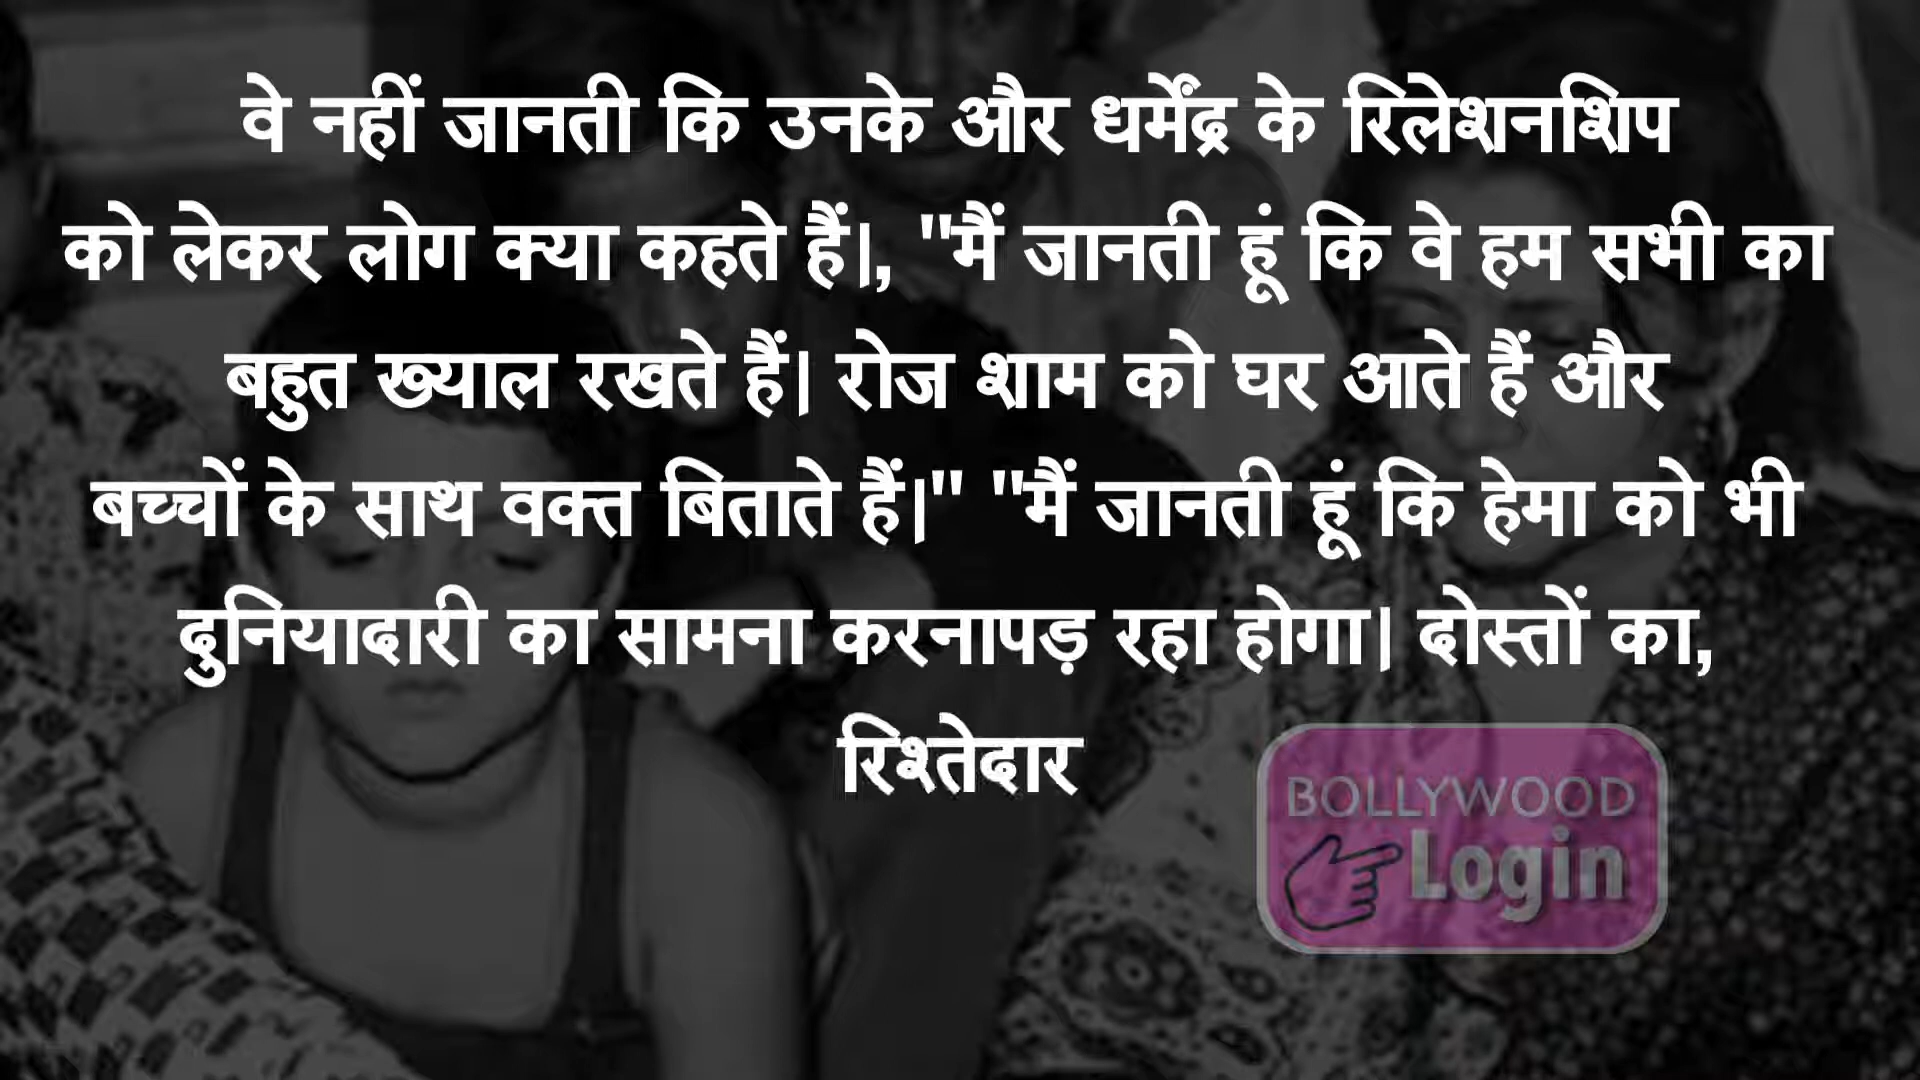 वे नहीं जानती कि उनके और धर्मेंद्र के रिलेशनशिप
को लेकर लोग क्या कहते हैं|, "मैं जानती हूं कि वे हम सभी का
बहुत ख्याल रखते हैं| रोज शाम को घर आते हैं और
बच्चों के साथ वक्त बिताते हैं|" "मैं जानती हूं कि हेमा को भी
दुनियादारी का सामना करनापड़ रहा होगा| दोस्तों का,
रिश्तेदार
BOLLYWOOD
Login